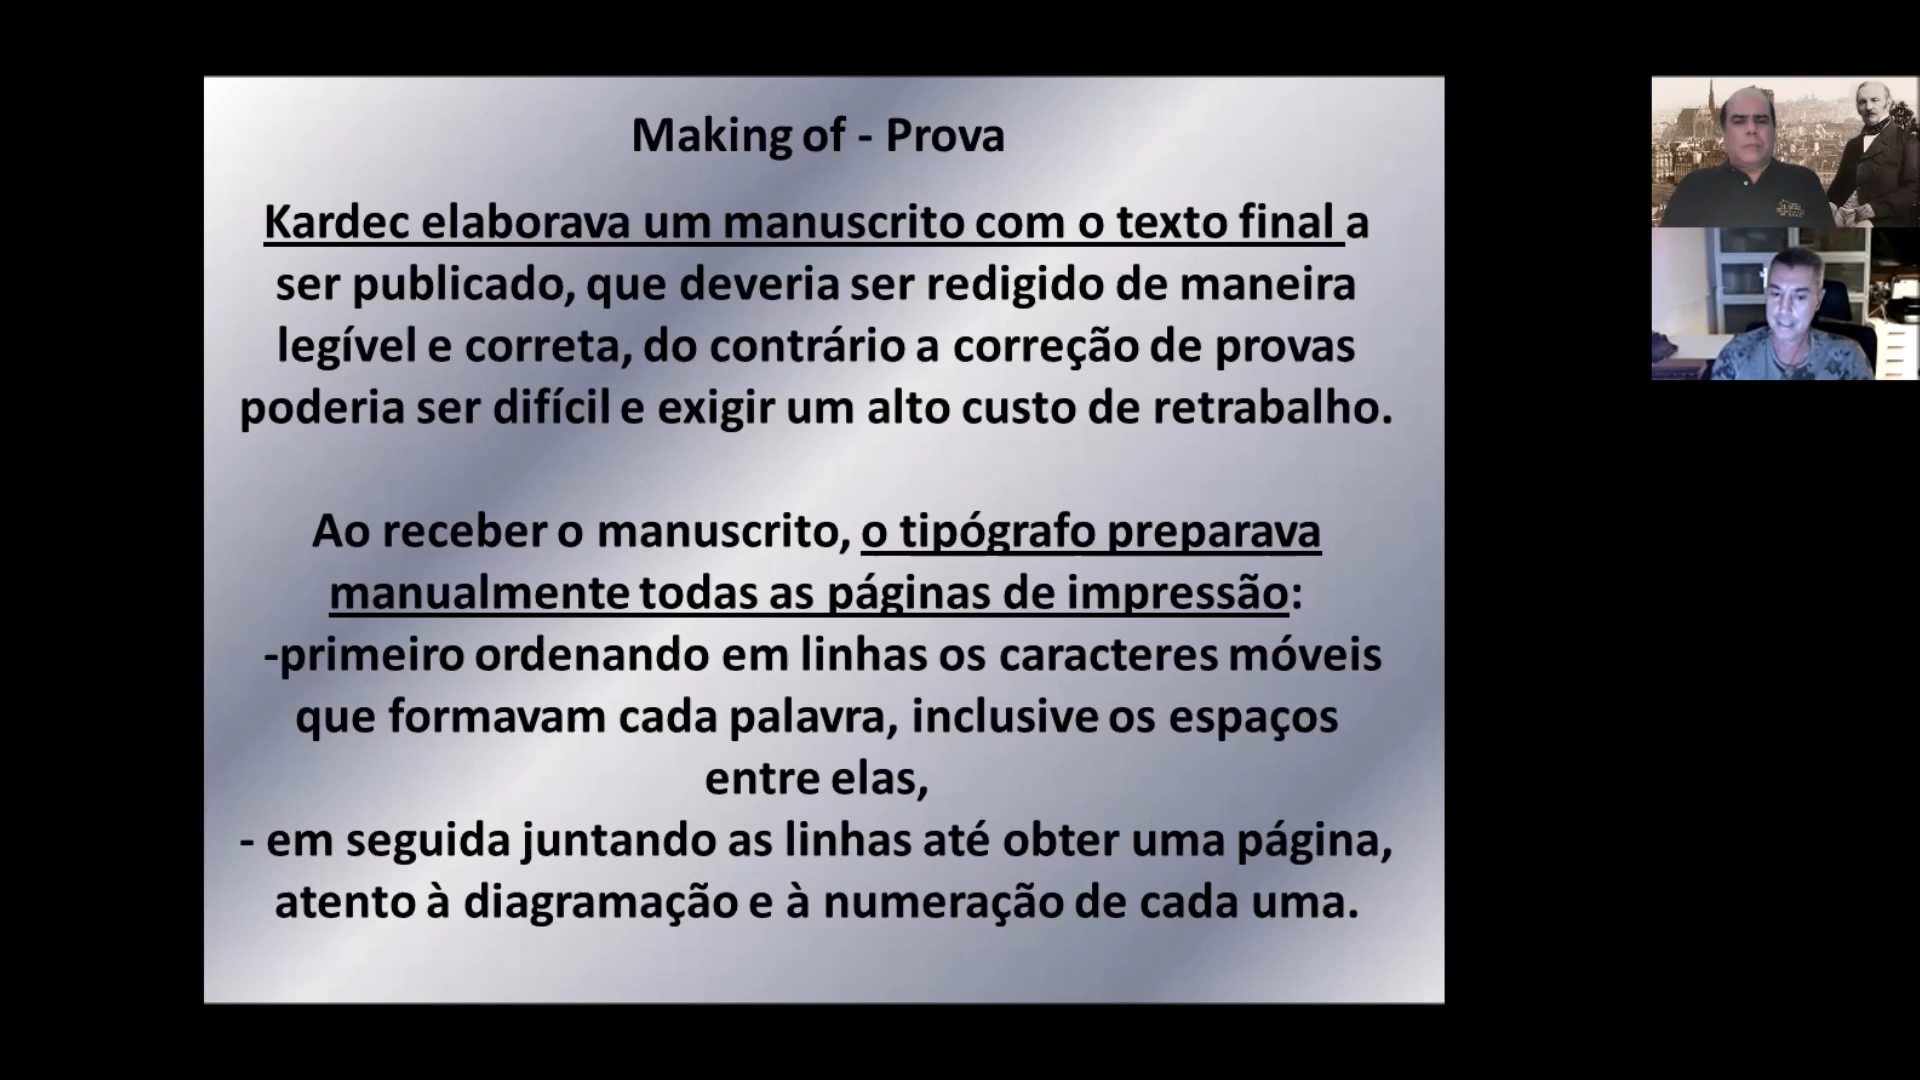 Making of - Prova
Kardec elaborava um manuscrito com o texto final a
ser publicado, que deveria ser redigido de maneira
legível e correta, do contrário a correção de provas
poderia ser difícil e exigir um alto custo de retrabalho.
Ao receber o manuscrito, o tipógrafo preparava
manualmente todas as páginas de impressão:
-primeiro ordenando em linhas os caracteres móveis
que formavam cada palavra, inclusive os espaços
entre elas,
- em seguida juntando as linhas até obter uma página,
atento à diagramação e à numeração de cada uma.